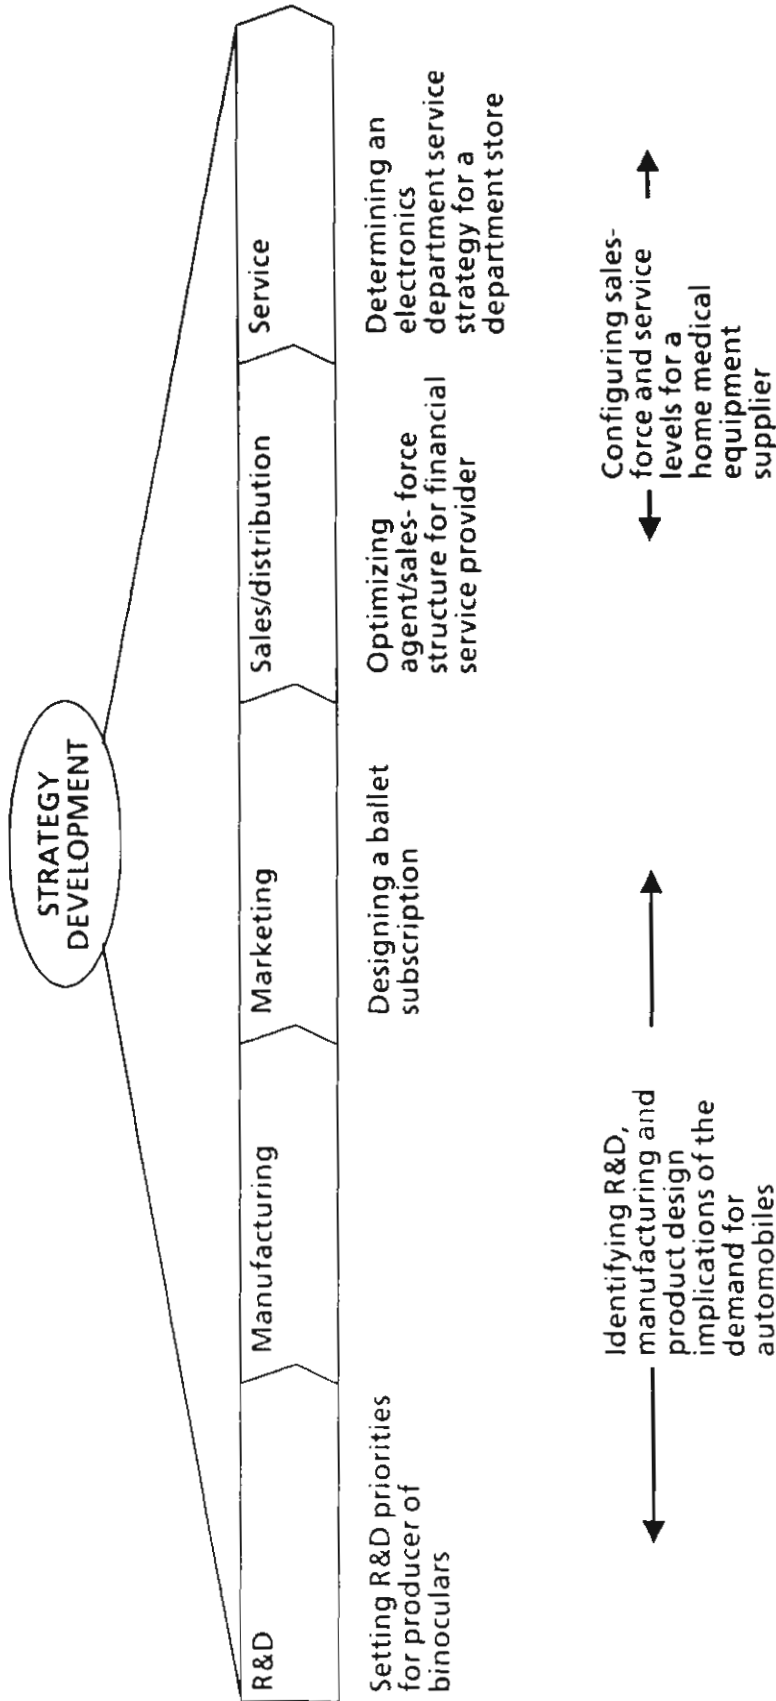 STRATEGY
DEVELOPMENT
R&D
Manufacturing
Marketing
Sales/distribution
Service
Setting R&D priorities
for producer of
binoculars
Designing a ballet
subscription
Optimizing
agent/sales- force
structure for financial
service provider
Determining an
electronics
department service
strategy for a
department store
Identifying R&D,
manufacturing and
product design
implications of the
demand for
automobiles
Configuring sales-
force and service
levels for a
home medical
equipment
supplier